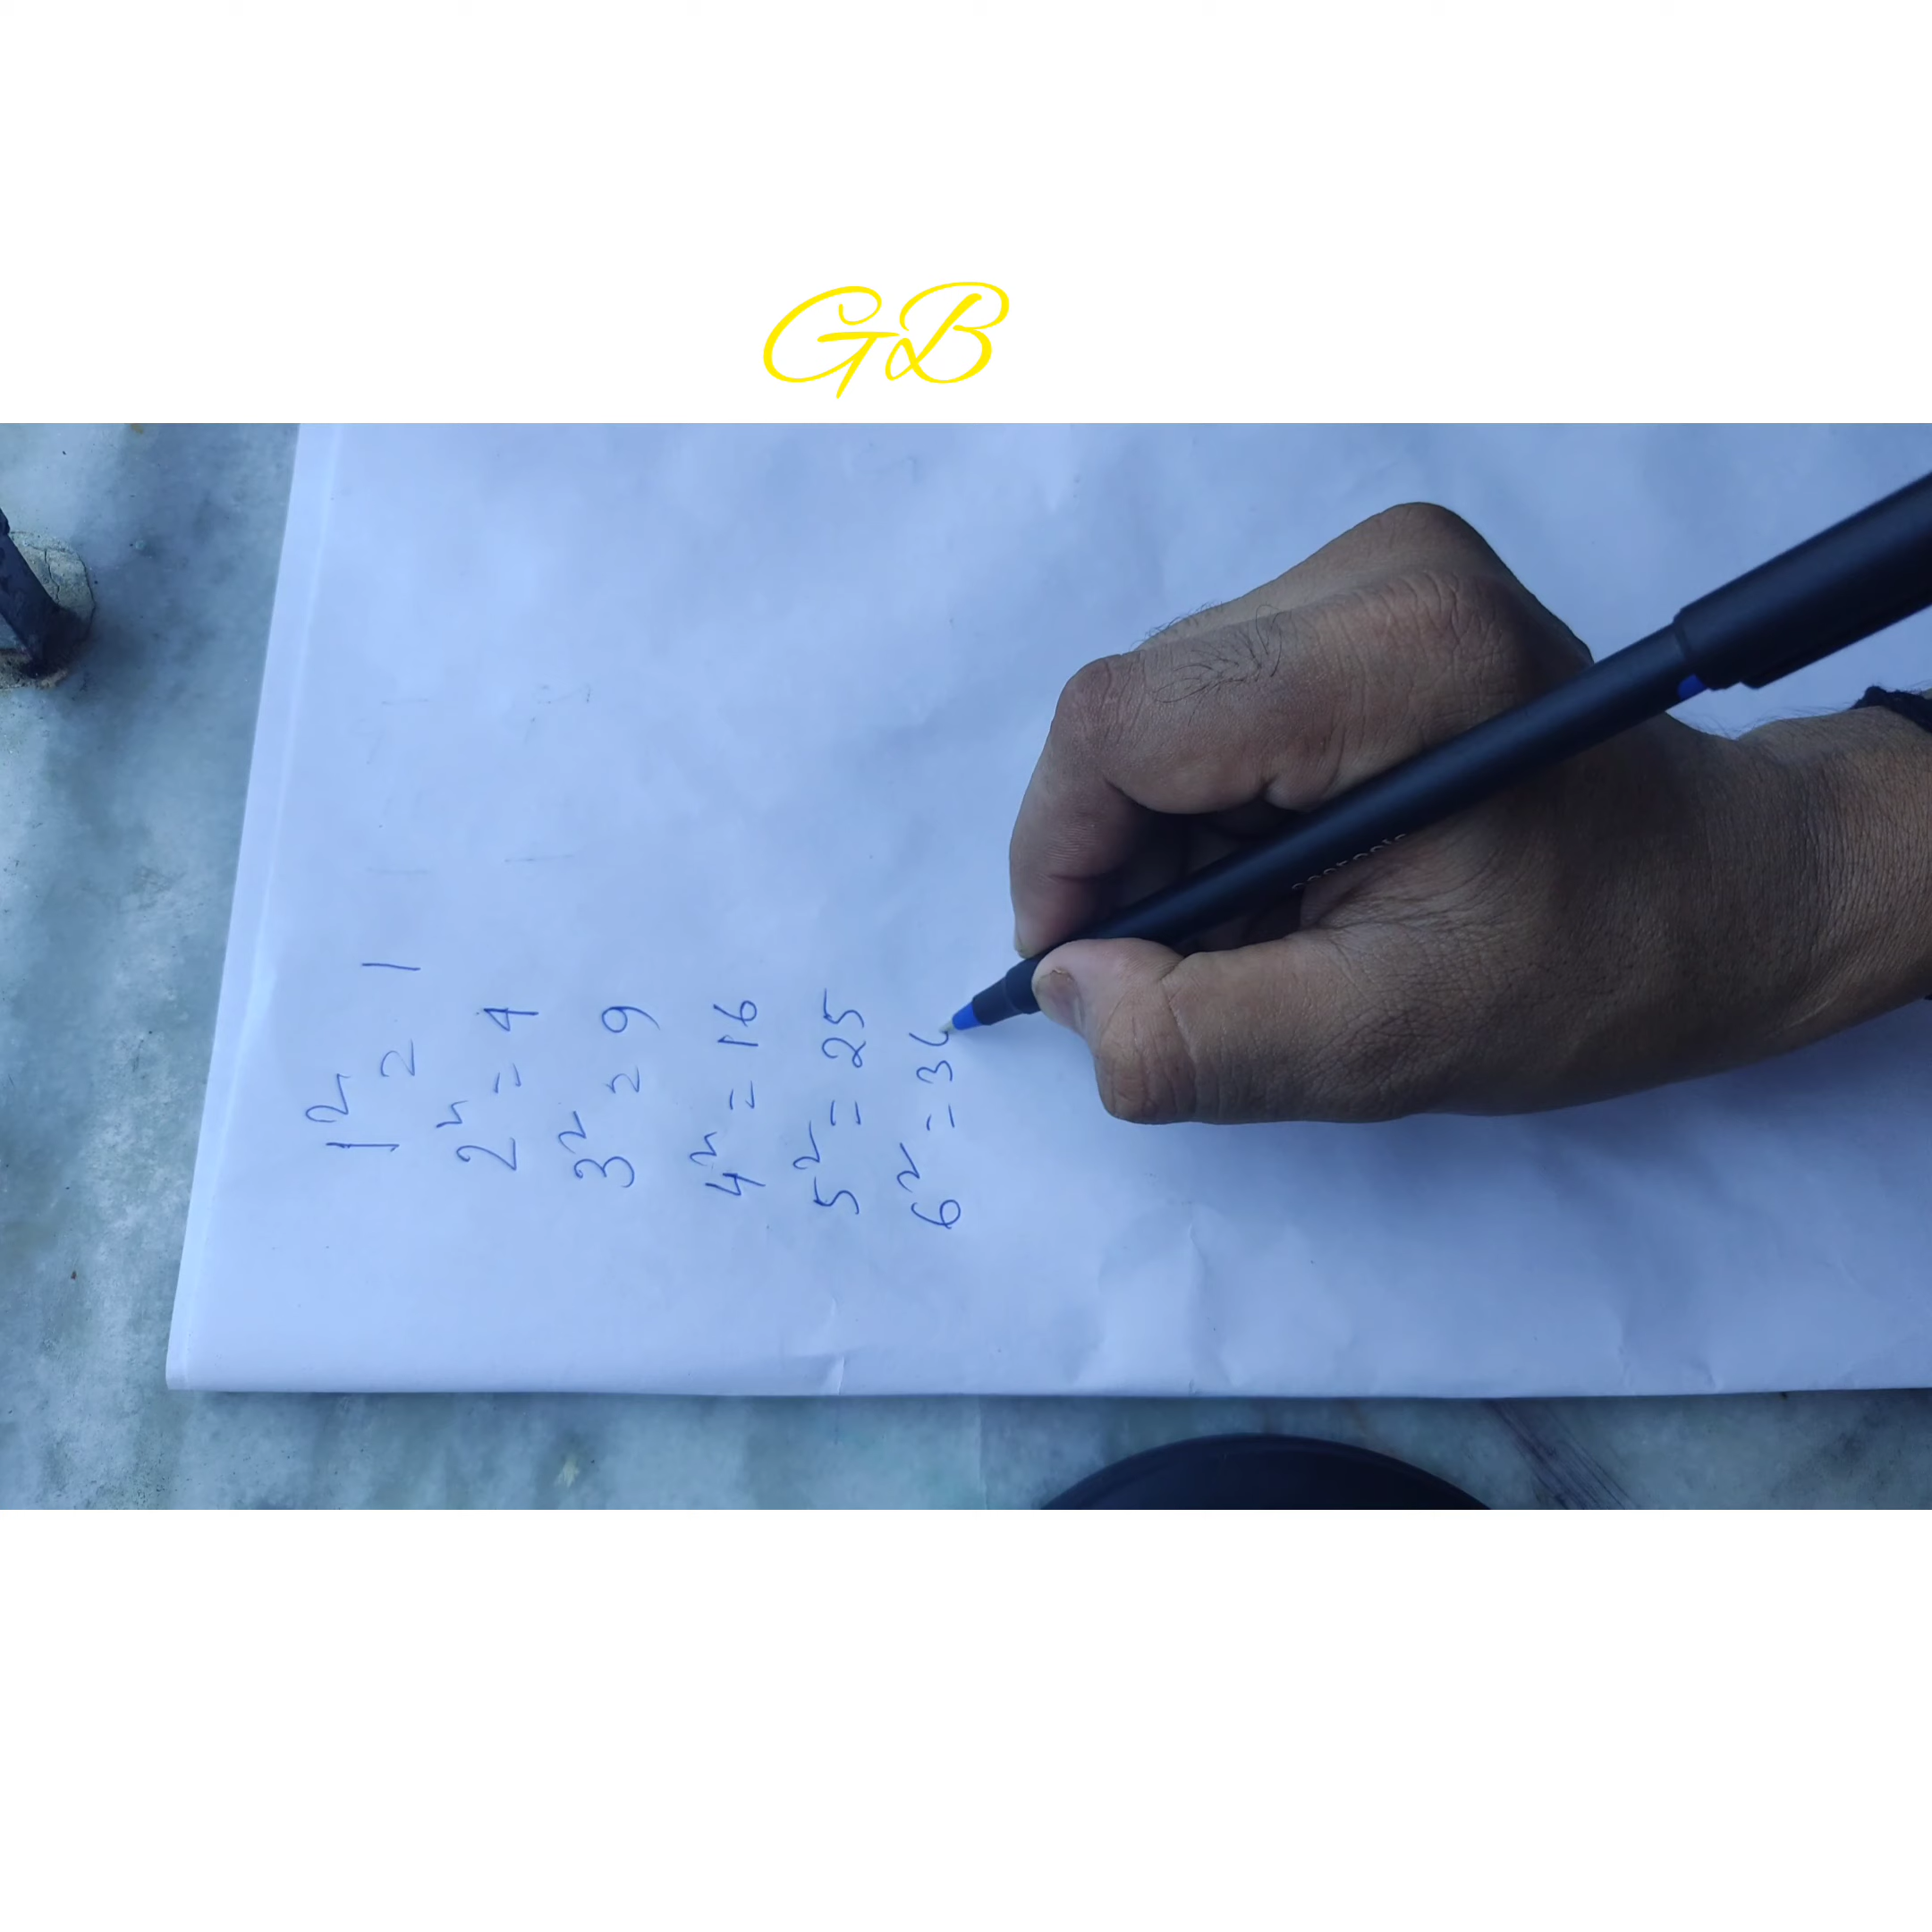 GB
1² = 1
2² = 4
3² = 9
4² = 16
5² = 25
6² = 36